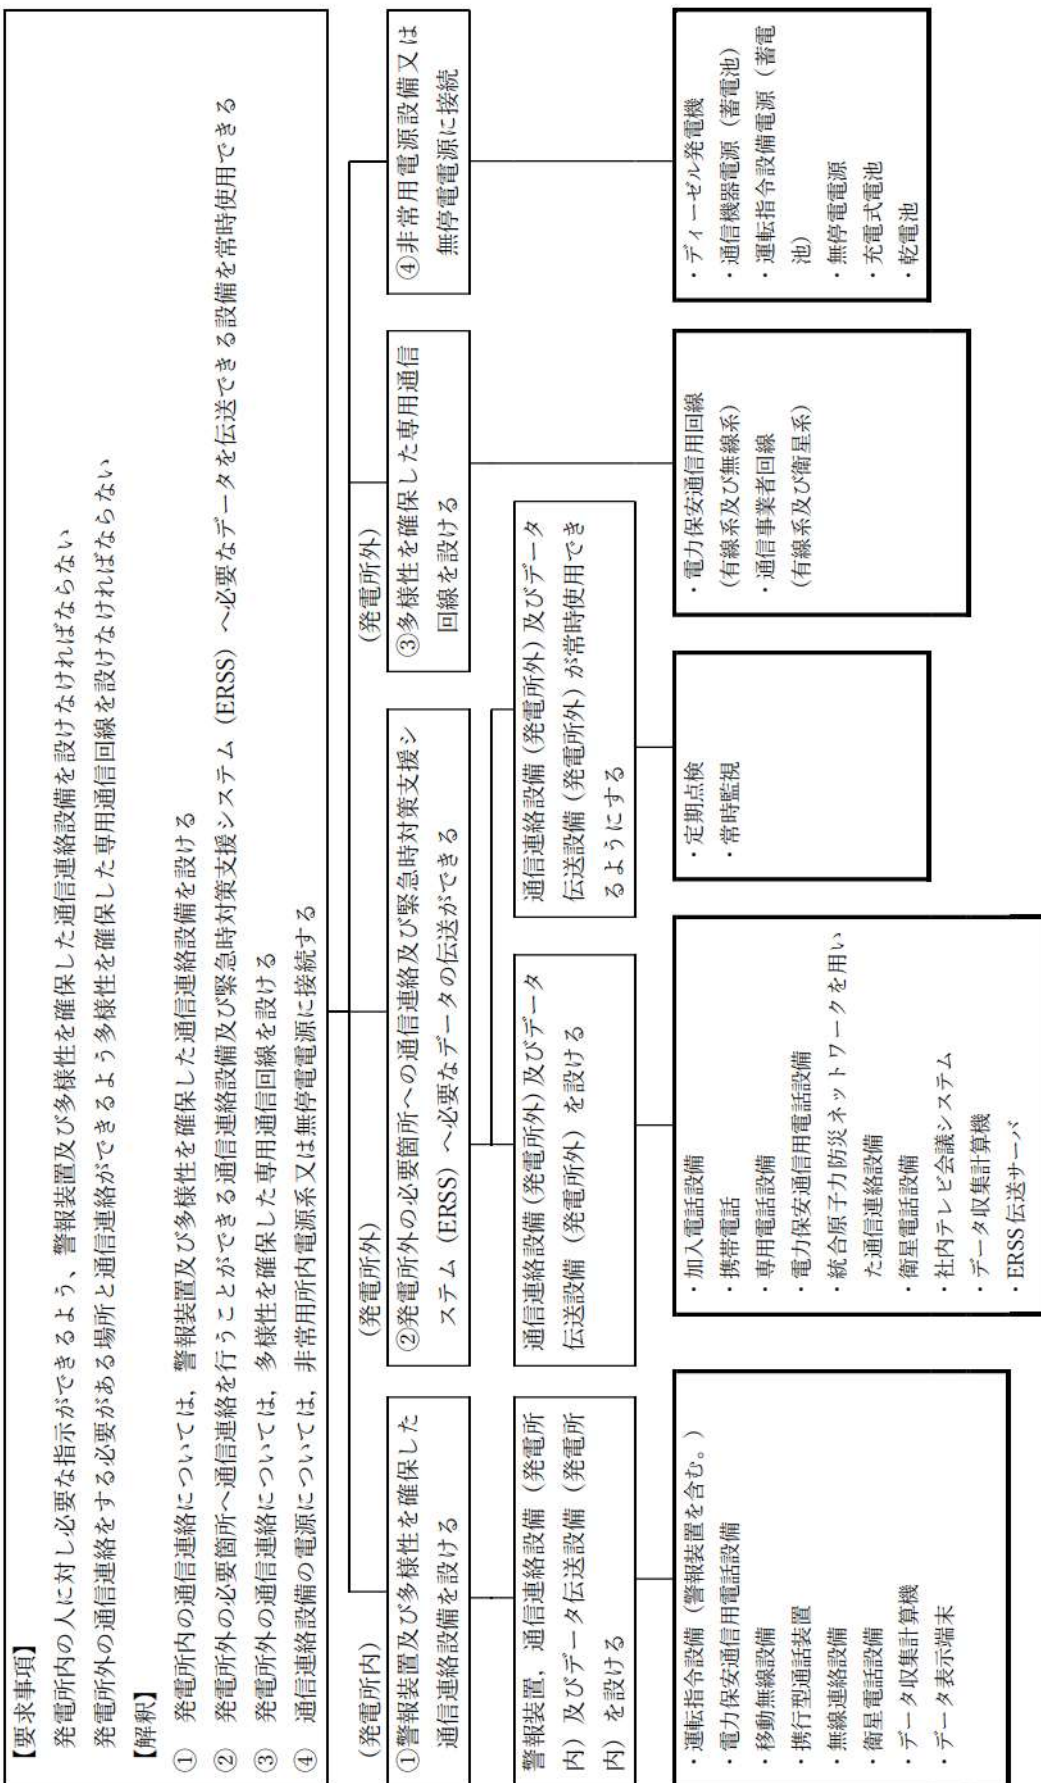 【要求事項】
発電所内の人に対し必要な指示ができるよう、警報装置及び多様性を確保した通信連絡設備を設けなければならない
発電所外の通信連絡をする必要がある場所と通信連絡ができるよう多様性を確保した専用通信回線を設けなければならない
【解釈】
① 発電所内の通信連絡については，警報装置及び多様性を確保した通信連絡設備を設ける
② 発電所外の必要箇所へ通信連絡を行うことができる通信連絡設備及び緊急時対策支援システム（ERSS）へ必要なデータを伝送できる設備を常時使用できる
③ 発電所外の通信連絡については，多様性を確保した専用通信回線を設ける
④ 通信連絡設備の電源については，非常用所内電源系又は無停電電源に接続する
(発電所内)
①警報装置及び多様性を確保した
通信連絡設備を設ける
警報装置，通信連絡設備（発電所
内）及びデータ伝送設備（発電所
内）を設ける
・運転指令設備（警報装置を含む。）
・電力保安通信用電話設備
・移動無線設備
・携行型通話装置
・無線連絡設備
・衛星電話設備
・データ収集計算機
・データ表示端末
(発電所外)
②発電所外の必要箇所への通信連絡及び緊急時対策支援シ
ステム（ERSS）へ必要なデータの伝送ができる
通信連絡設備（発電所外）及びデータ
伝送設備（発電所外）を設ける
・加入電話設備
・携帯電話
・専用電話設備
・電力保安通信用電話設備
・統合原子力防災ネットワークを用い
た通信連絡設備
・衛星電話設備
・社内テレビ会議システム
・データ収集計算機
・ERSS 伝送サーバ
通信連絡設備（発電所外）及びデータ
伝送設備（発電所外）が常時使用でき
るようにする
・定期点検
・常時監視
(発電所外)
③多様性を確保した専用通信
回線を設ける
・電力保安通信用回線
(有線系及び無線系)
・通信事業者回線
(有線系及び衛星系)
④非常用電源設備又は
無停電電源に接続
・ディーゼル発電機
・通信機器電源（蓄電池）
・運転指令設備電源（蓄電
池）
・無停電電源
・充電式電池
・乾電池